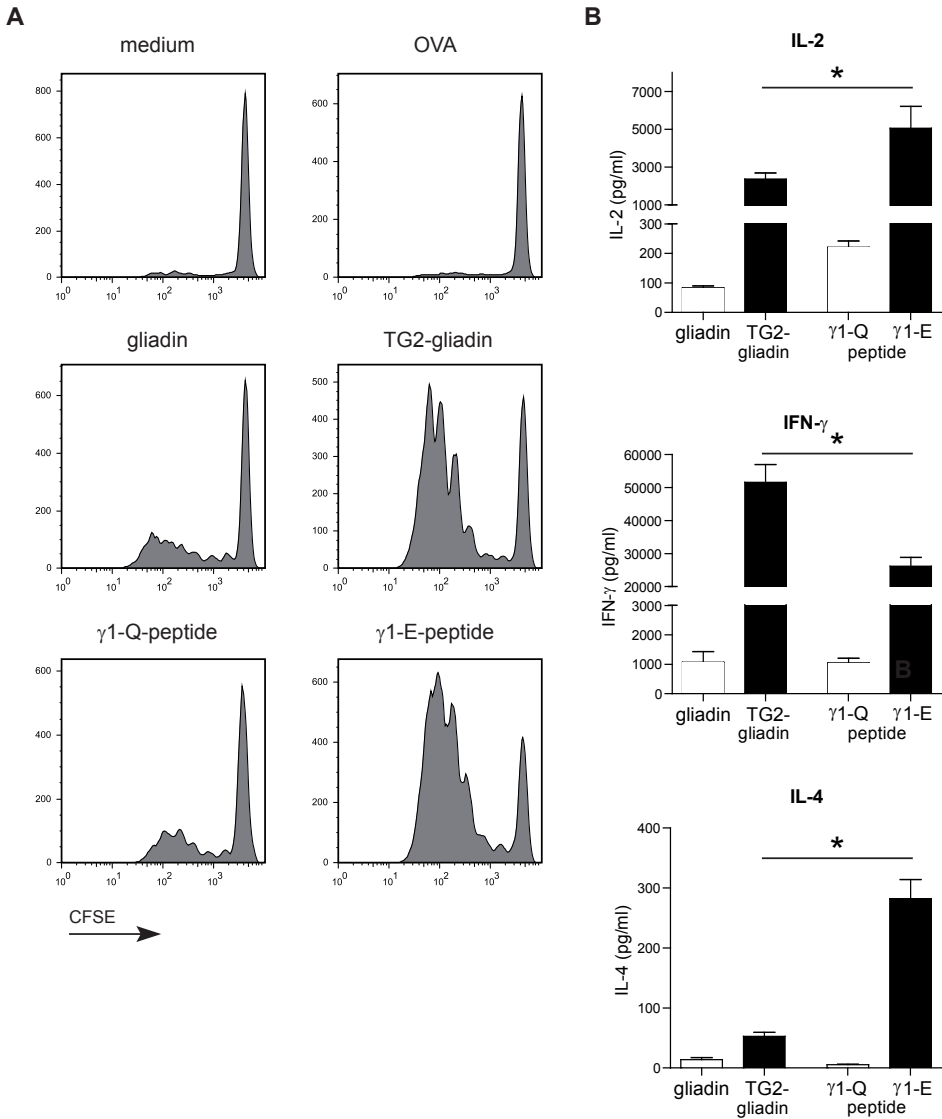 A
medium
OVA
800
600
400
200
0
10^0 10^1 10^2 10^3
600
400
200
0
10^0 10^1 10^2 10^3
gliadin
TG2-gliadin
600
400
200
0
10^0 10^1 10^2 10^3
500
400
300
200
100
0
10^0 10^1 10^2 10^3
γ1-Q-peptide
γ1-E-peptide
600
400
200
0
10^0 10^1 10^2 10^3
600
400
200
0
10^0 10^1 10^2 10^3
CFSE
B
IL-2
*
IL-2 (pg/ml)
7000
5000
3000
1000
300
200
100
0
gliadin TG2- γ1-Q γ1-E
gliadin peptide
IFN-γ
*
IFN-γ (pg/ml)
60000
50000
40000
30000
20000
3000
2000
1000
0
B
gliadin TG2- γ1-Q γ1-E
gliadin peptide
IL-4
*
IL-4 (pg/ml)
400
300
200
100
0
gliadin TG2- γ1-Q γ1-E
gliadin peptide